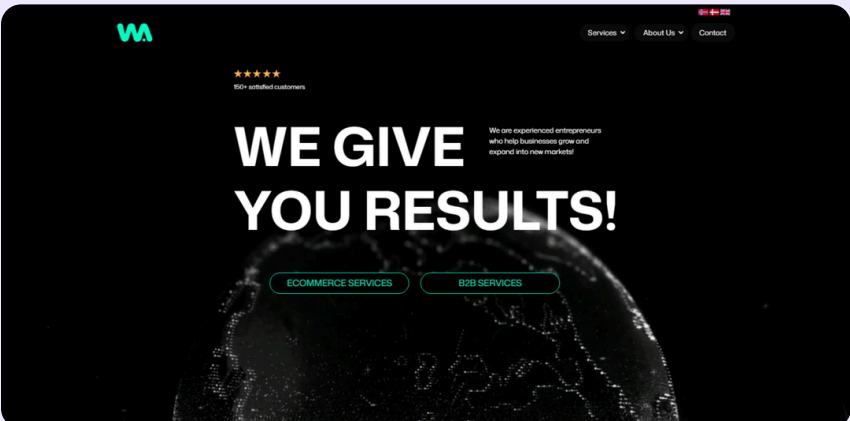 WA
Services
About Us
Contact
150+ satisfied customers
WE GIVE
YOU RESULTS!
We are experienced entrepreneurs
who help businesses grow and
expand into new markets!
ECOMMERCE SERVICES
B2B SERVICES